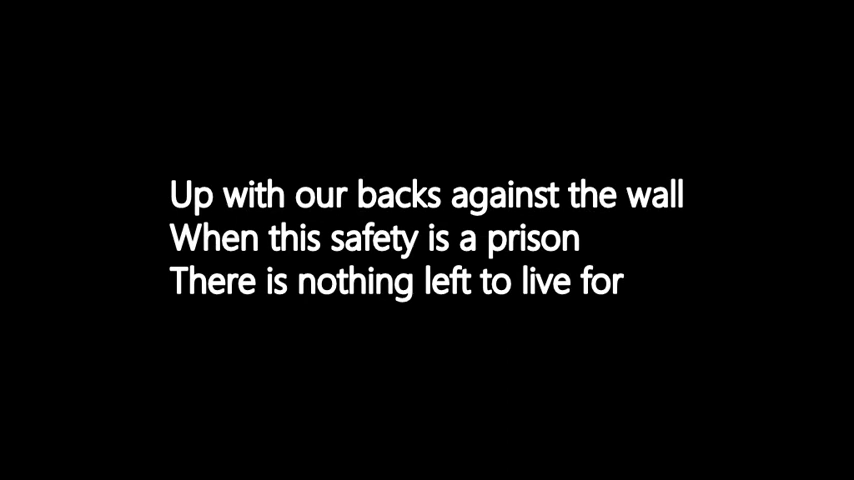 Up with our backs against the wall
When this safety is a prison
There is nothing left to live for